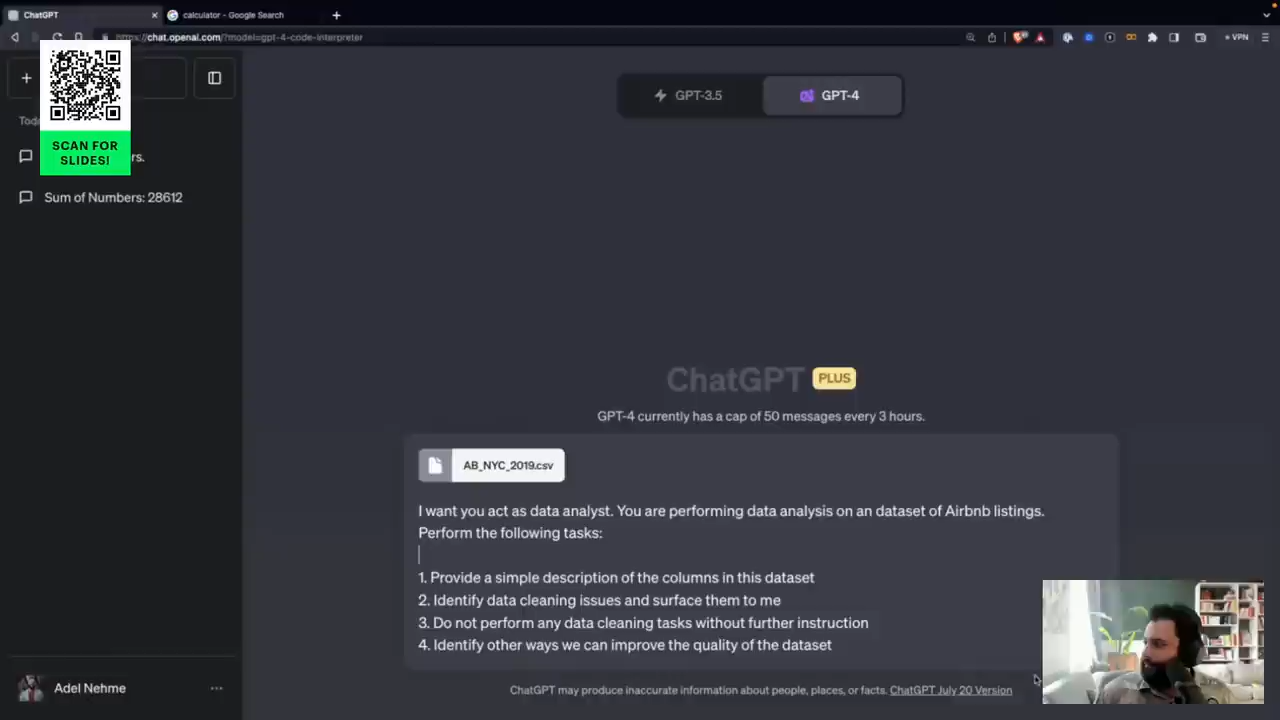 ChatGPT
calculator - Google Search
https://chat.openai.com/?model=gpt-4-code-interpreter
VPN
SCAN FOR
SLIDES!
rs.
Sum of Numbers: 28612
GPT-3.5
GPT-4
ChatGPT PLUS
GPT-4 currently has a cap of 50 messages every 3 hours.
AB_NYC_2019.csv
I want you act as data analyst. You are performing data analysis on an dataset of Airbnb listings.
Perform the following tasks:
1. Provide a simple description of the columns in this dataset
2. Identify data cleaning issues and surface them to me
3. Do not perform any data cleaning tasks without further instruction
4. Identify other ways we can improve the quality of the dataset
Adel Nehme
ChatGPT may produce inaccurate information about people, places, or facts. ChatGPT July 20 Version